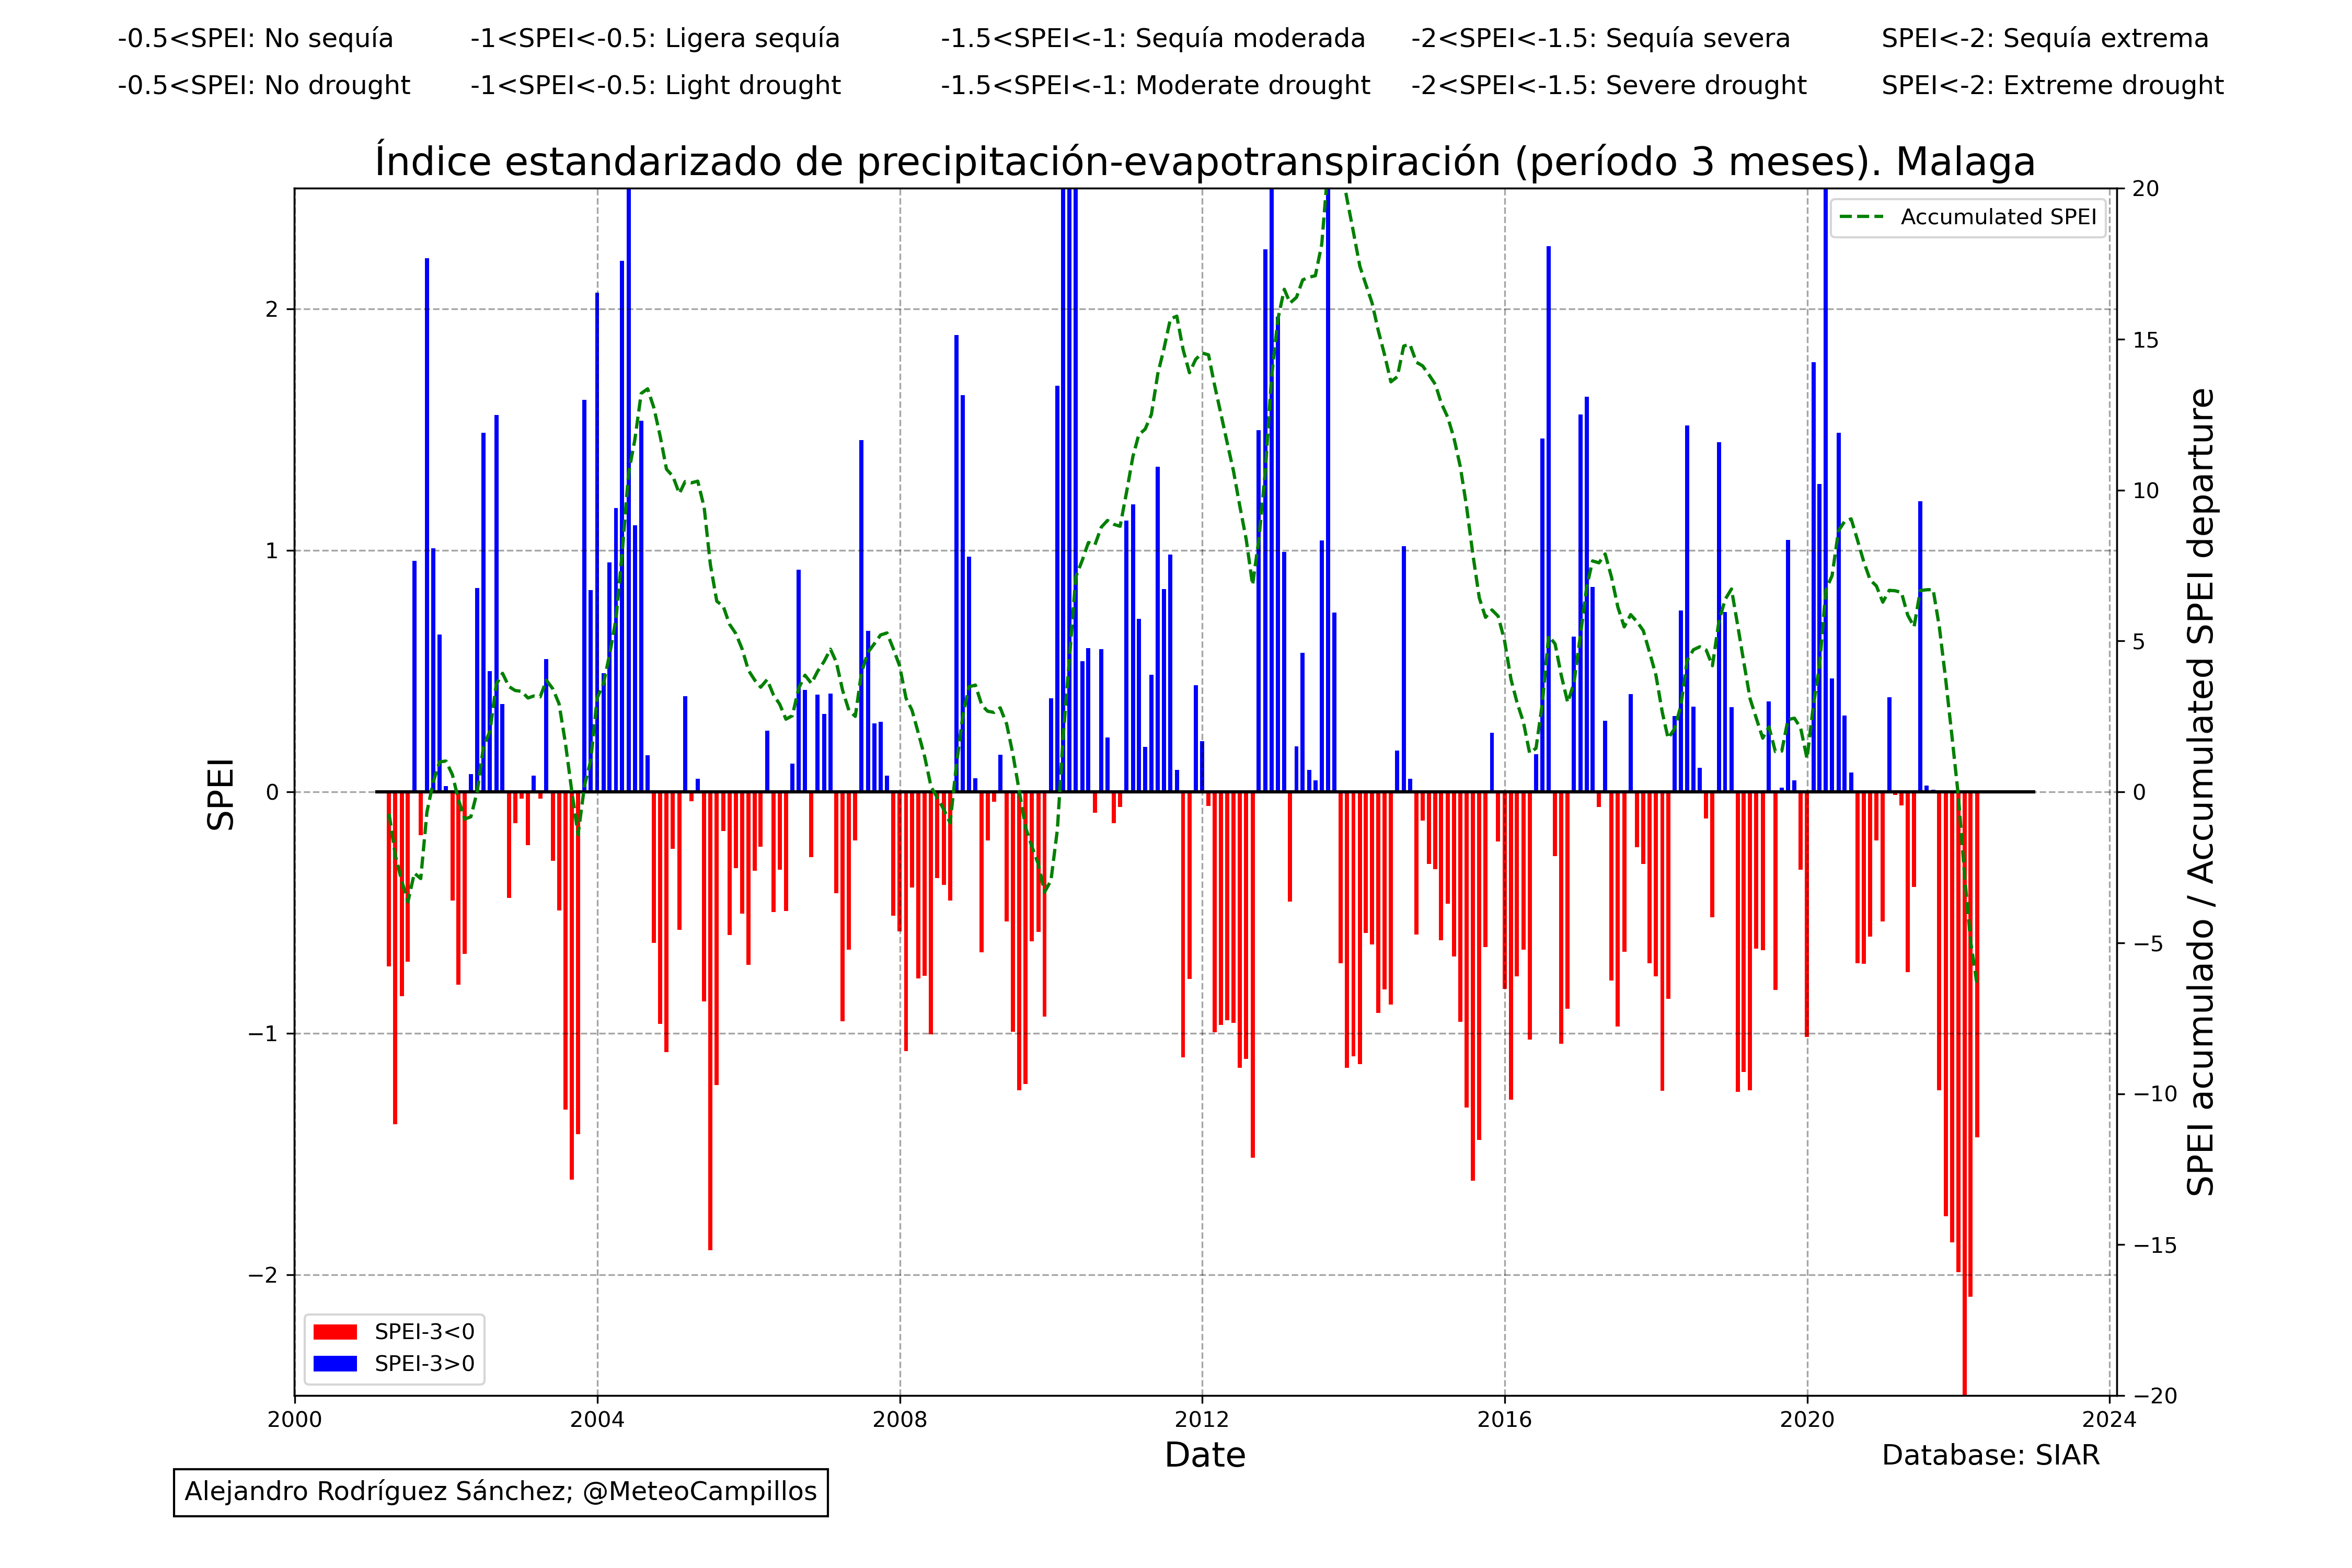 -0.5<SPEI: No sequía -1<SPEI<-0.5: Ligera sequía -1.5<SPEI<-1: Sequía moderada -2<SPEI<-1.5: Sequía severa SPEI<-2: Sequía extrema
-0.5<SPEI: No drought -1<SPEI<-0.5: Light drought -1.5<SPEI<-1: Moderate drought -2<SPEI<-1.5: Severe drought SPEI<-2: Extreme drought
Índice estandarizado de precipitación-evapotranspiración (período 3 meses). Malaga
Accumulated SPEI
SPEI
2
1
0
−1
−2
20
15
10
5
0
−5
−10
−15
−20
SPEI acumulado / Accumulated SPEI departure
SPEI-3<0
SPEI-3>0
2000 2004 2008 2012 2016 2020 2024
Date
Database: SIAR
Alejandro Rodríguez Sánchez; @MeteoCampillos